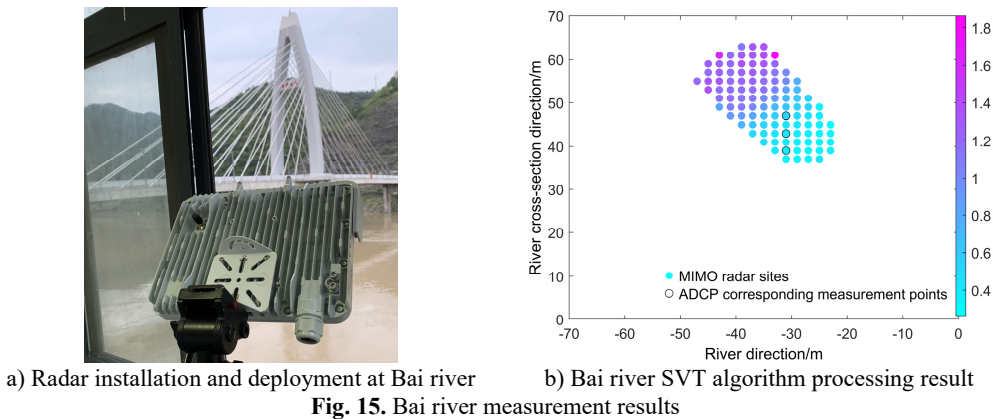 70
60
50
40
30
20
10
0
River cross-section direction/m
-70 -60 -50 -40 -30 -20 -10 0
River direction/m
MIMO radar sites
ADCP corresponding measurement points
1.8
1.6
1.4
1.2
1
0.8
0.6
0.4
a) Radar installation and deployment at Bai river
b) Bai river SVT algorithm processing result
Fig. 15. Bai river measurement results